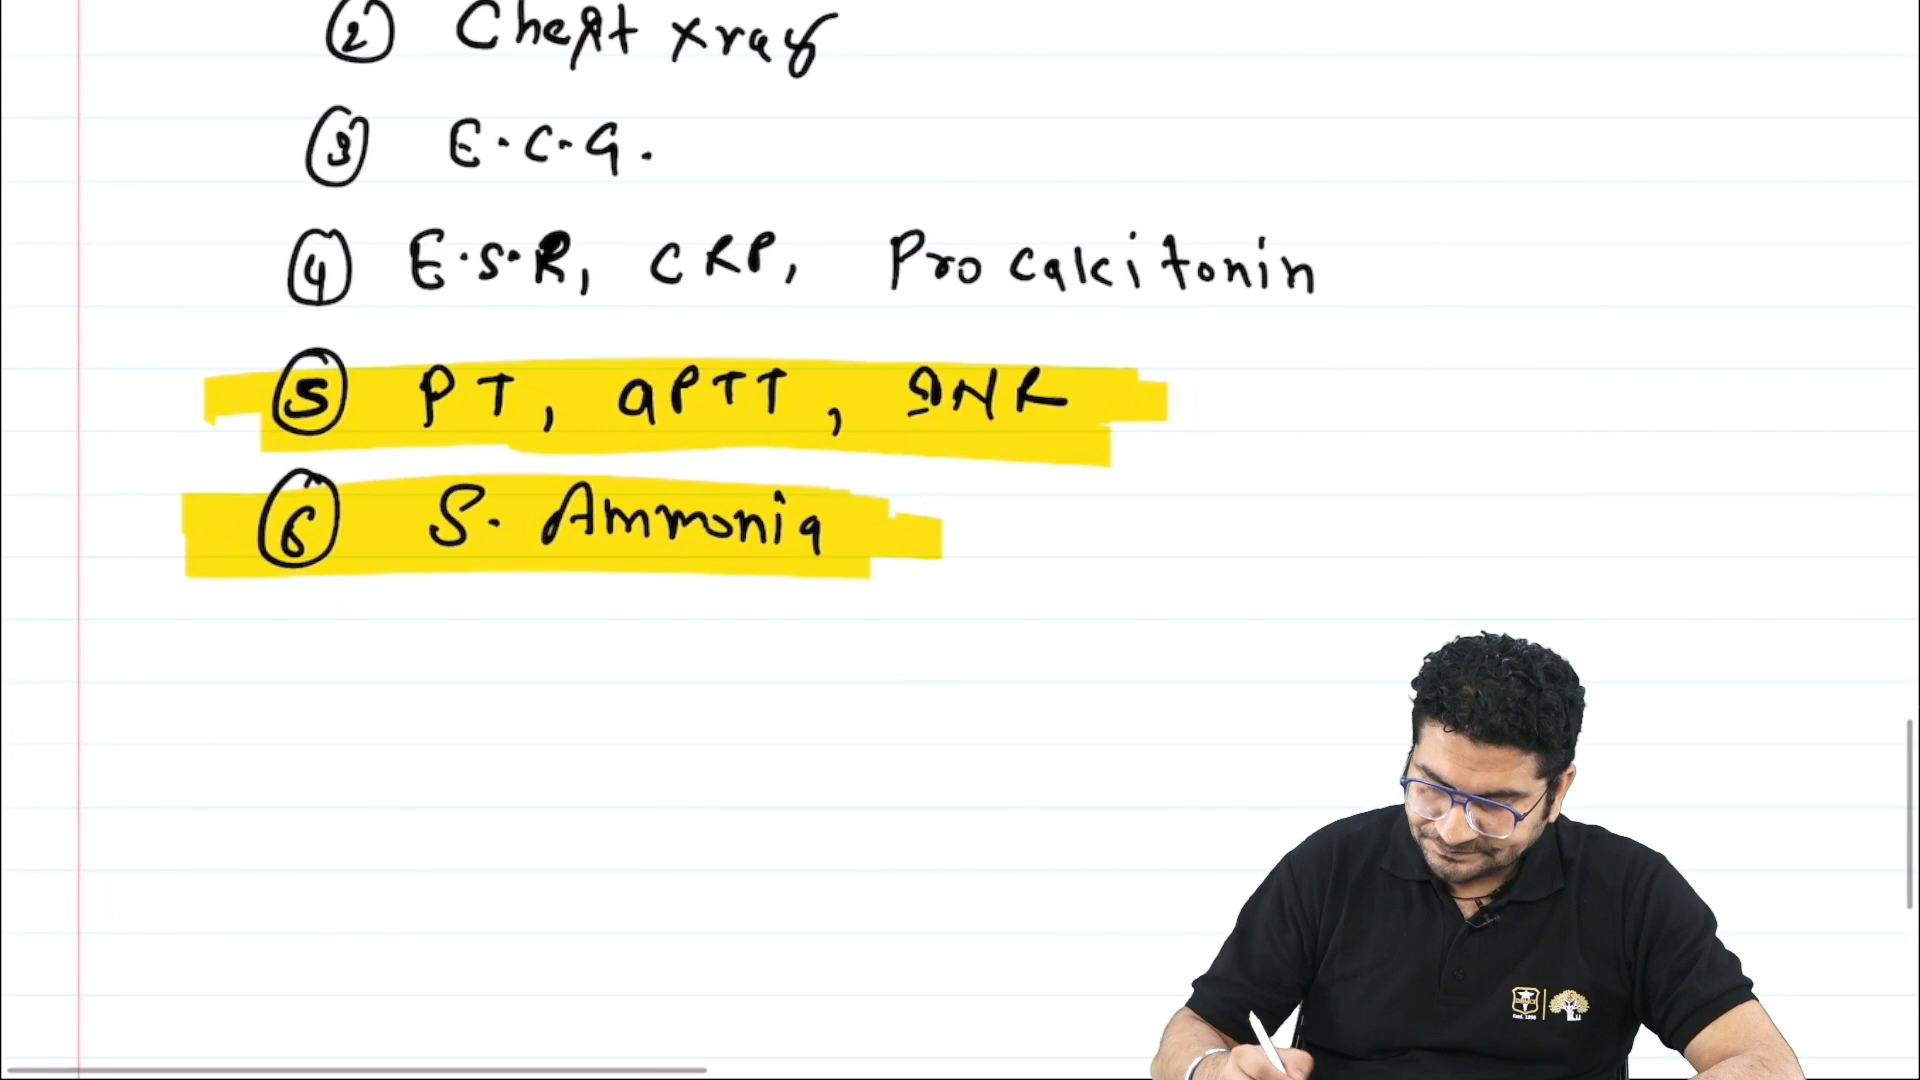 ② Chest xray
③ E.C.G.
④ E.S.R, CRP, Procalcitonin
⑤ PT, aPTT, INR
⑥ S. Ammonia